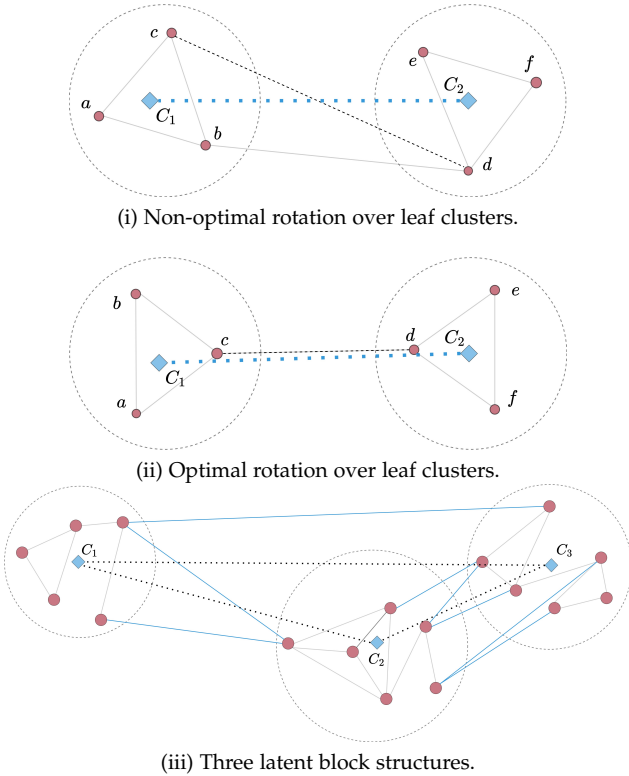 c
e
f
a
C₁
C₂
b
d
(i) Non-optimal rotation over leaf clusters.
b
e
c
d
C₂
C₁
a
f
(ii) Optimal rotation over leaf clusters.
C₁
C₃
C₂
(iii) Three latent block structures.